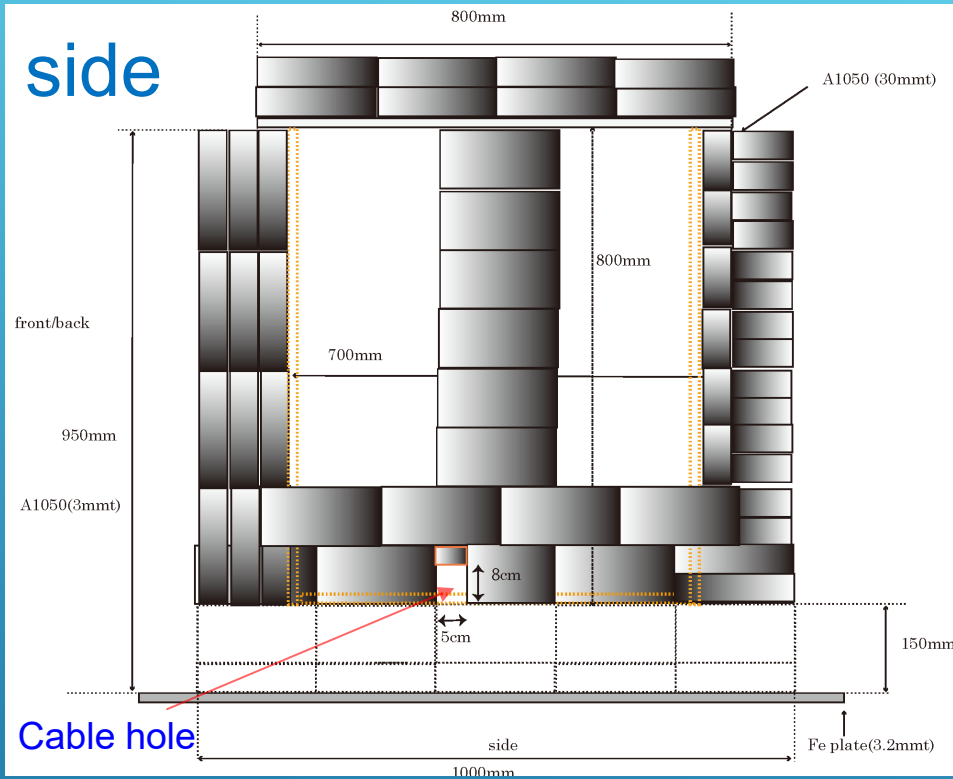 800mm
side
A1050 (30mmt)
800mm
front/back
700mm
950mm
A1050(3mmt)
8cm
5cm
150mm
Cable hole
side
Fe plate(3.2mmt)
1000mm